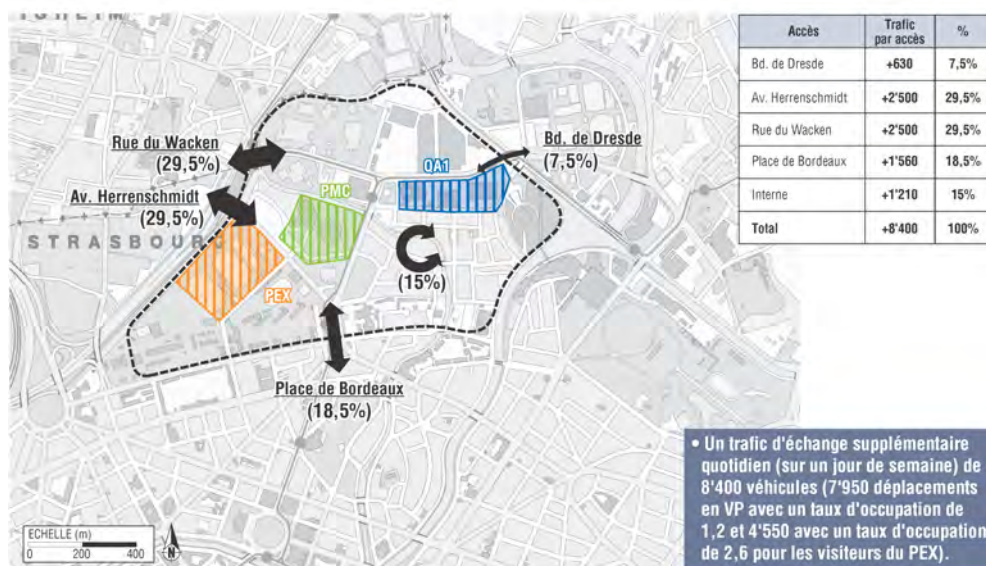 TSHEIM
Accès
Trafic
par accès
%
Bd. de Dresde
+630
7,5%
Av. Herrenschmidt
+2'500
29,5%
Rue du Wacken
+2'500
29,5%
Place de Bordeaux
+1'560
18,5%
Interne
+1'210
15%
Total
+8'400
100%
Rue du Wacken
(29,5%)
Av. Herrenschmidt
(29,5%)
STRASBOURG
PMC
QA1
Bd. de Dresde
(7,5%)
PEX
(15%)
Place de Bordeaux
(18,5%)
• Un trafic d'échange supplémentaire
quotidien (sur un jour de semaine) de
8'400 véhicules (7'950 déplacements
en VP avec un taux d'occupation de
1,2 et 4'550 avec un taux d'occupation
de 2,6 pour les visiteurs du PEX).
ECHELLE (m)
0 200 400
N